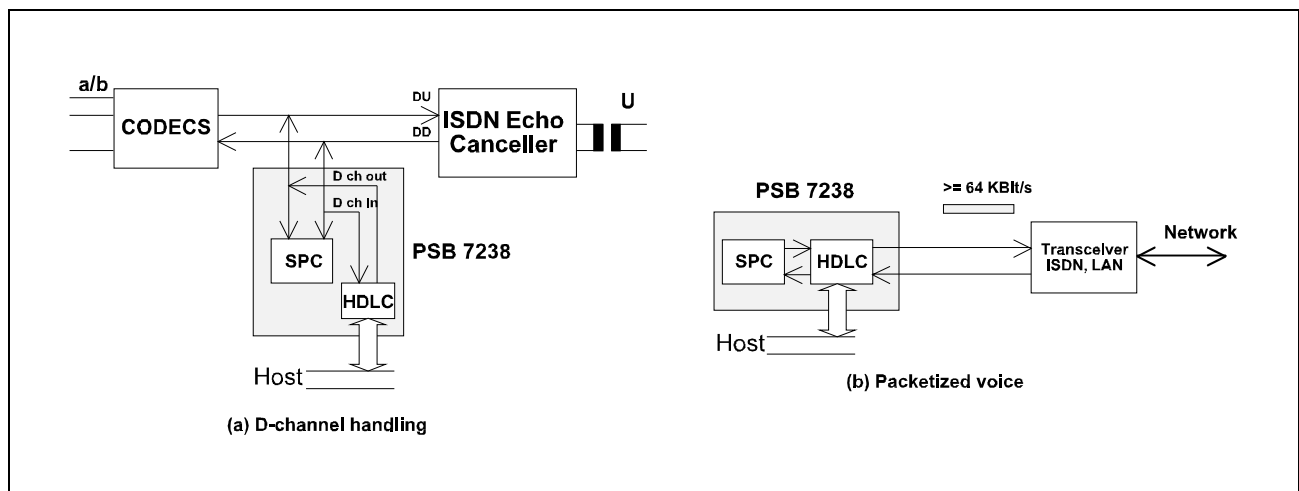 a/b
CODECS
DU
DD
ISDN Echo
Canceller
U
D ch out
D ch In
SPC
HDLC
PSB 7238
Host
(a) D-channel handling
PSB 7238
>= 64 KBIt/s
SPC
HDLC
Transcelver
ISDN, LAN
Network
Host
(b) Packetized voice